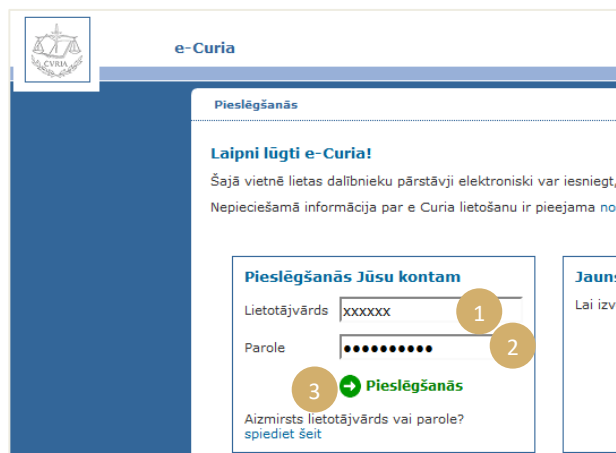 CVRIA
e-Curia
Pieslēgšanās
Laipni lūgti e-Curia!
Šajā vietnē lietas dalībnieku pārstāvji elektroniski var iesniegt,
Nepieciešamā informācija par e Curia lietošanu ir pieejama no
Pieslēgšanās Jūsu kontam
Lietotājvārds xxxxxx 1
Parole ●●●●●●●●●● 2
3 Pieslēgšanās
Aizmirsts lietotājvārds vai parole?
spiediet šeit
Jauns
Lai izv